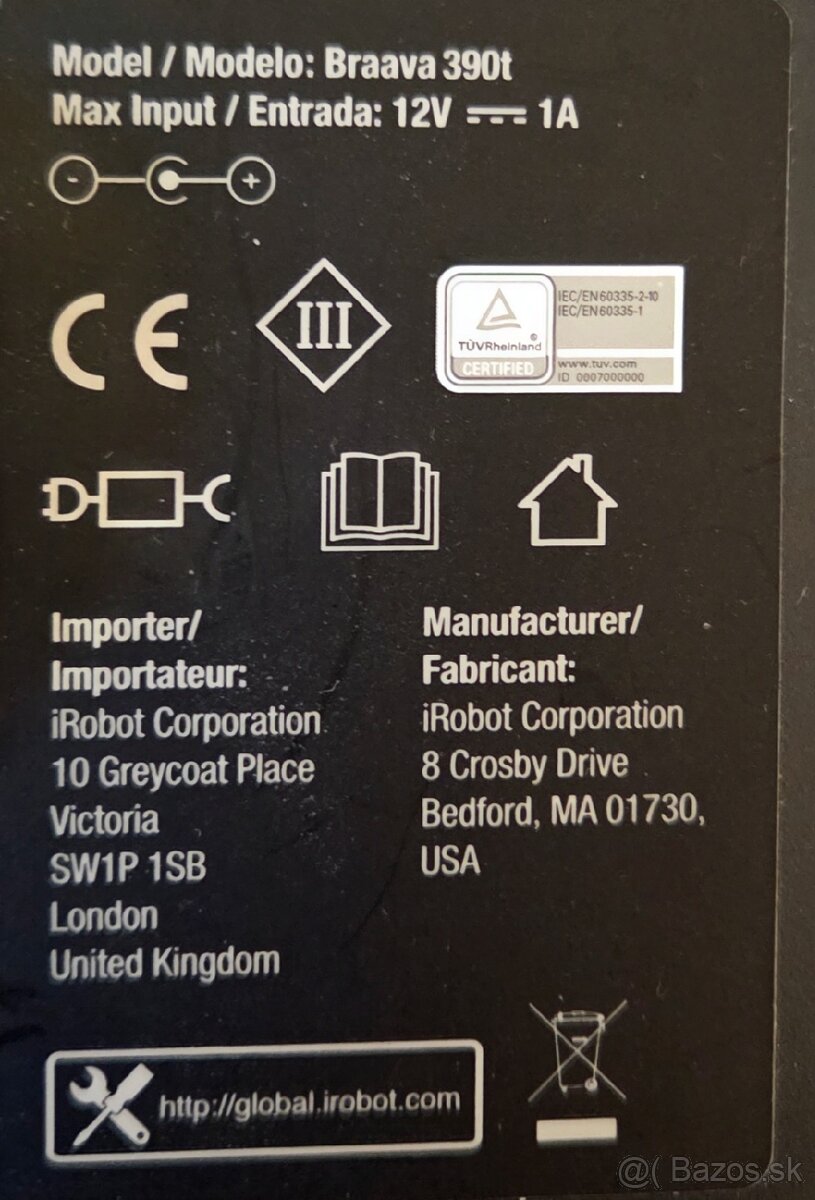 Model / Modelo: Braava 390t
Max Input / Entrada: 12V ⎓ 1A
- +
CE
III
TÜVRheinland®
CERTIFIED
IEC/EN60335-2-10
IEC/EN60335-1
www.tuv.com
ID 0007000000
Importer/
Importateur:
iRobot Corporation
10 Greycoat Place
Victoria
SW1P 1SB
London
United Kingdom
Manufacturer/
Fabricant:
iRobot Corporation
8 Crosby Drive
Bedford, MA 01730,
USA
http://global.irobot.com
@( Bazos.sk